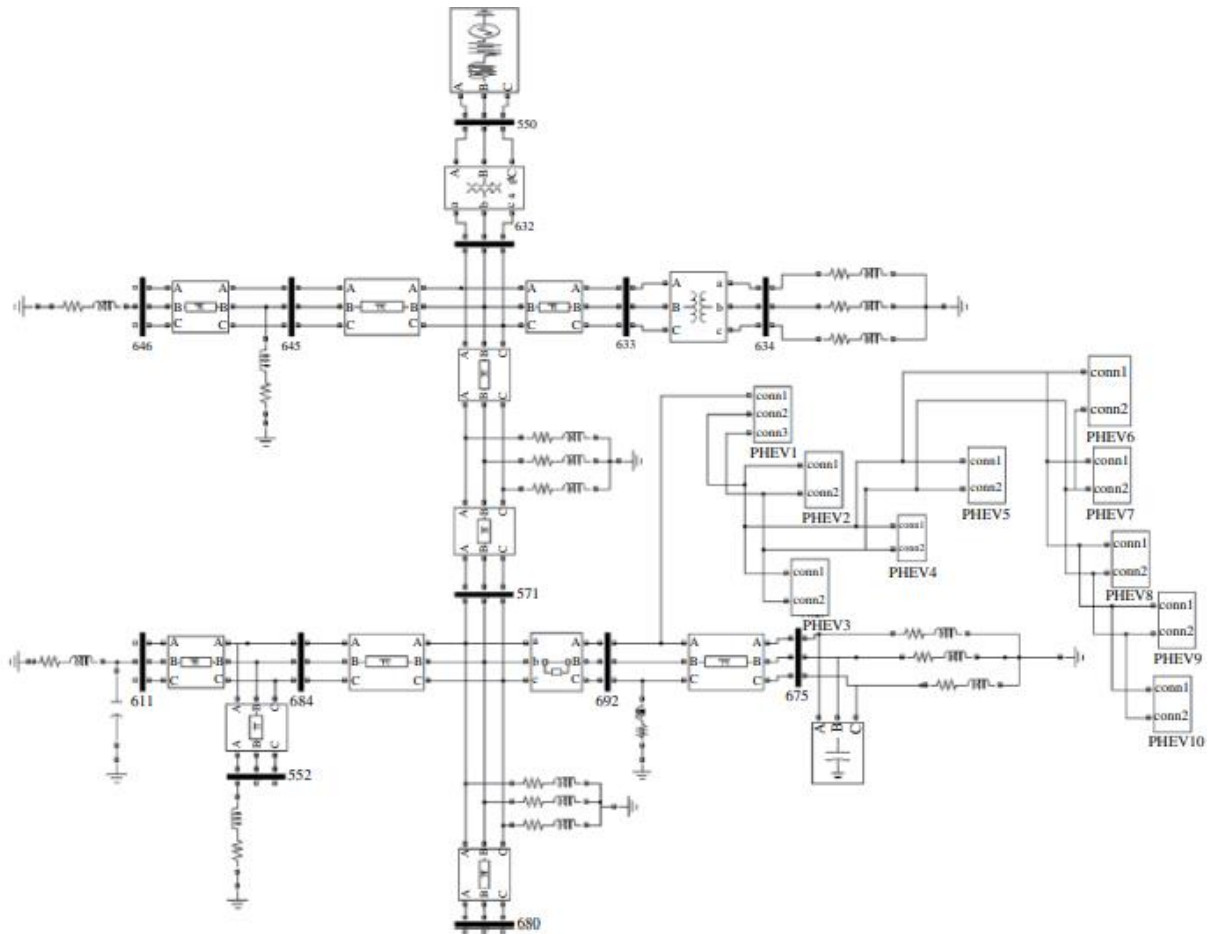 A B C
550
A B C
a b c
632
A A A A A A A a
B B B B B B B b
C C C C C C C c
646 645 633 634
A B C
A B C
conn1
conn2
conn3
PHEV1
conn1
conn2
PHEV2
conn1
conn2
PHEV3
conn1
conn2
PHEV4
conn1
conn2
PHEV5
conn1
conn2
PHEV6
conn1
conn2
PHEV7
conn1
conn2
PHEV8
conn1
conn2
PHEV9
conn1
conn2
PHEV10
A B C
A B C
571
A A A A a A A A
B B B B b B B B
C C C C c C C C
611 684 692 675
A B C
A B C
552
A B C
A B C
A B C
680